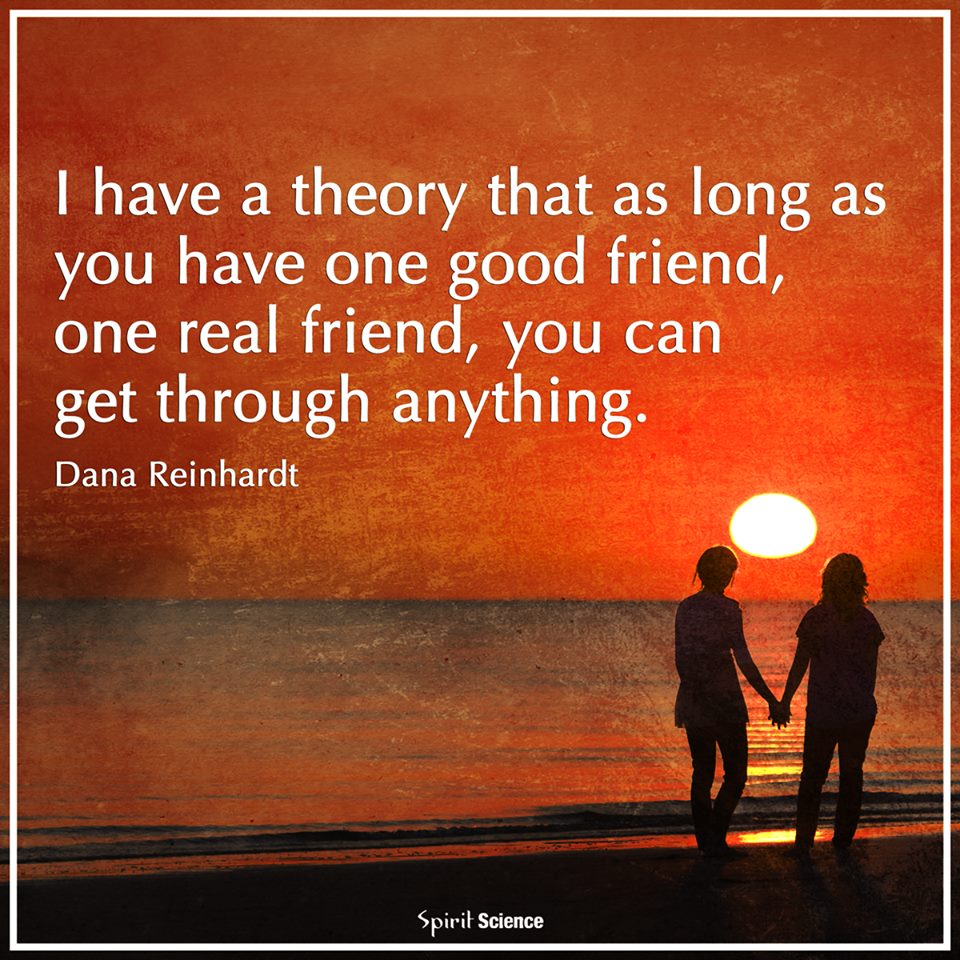 I have a theory that as long as
you have one good friend,
one real friend, you can
get through anything.
Dana Reinhardt
Spirit Science